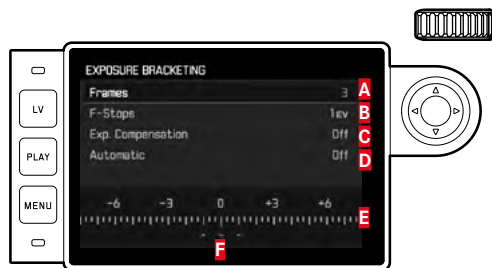 EXPOSURE BRACKETING
Frames 3 A
F-Stops 1EV B
Exp. Compensation Off C
Automatic Off D
LV
PLAY
MENU
-6 -3 0 +3 +6
E
F